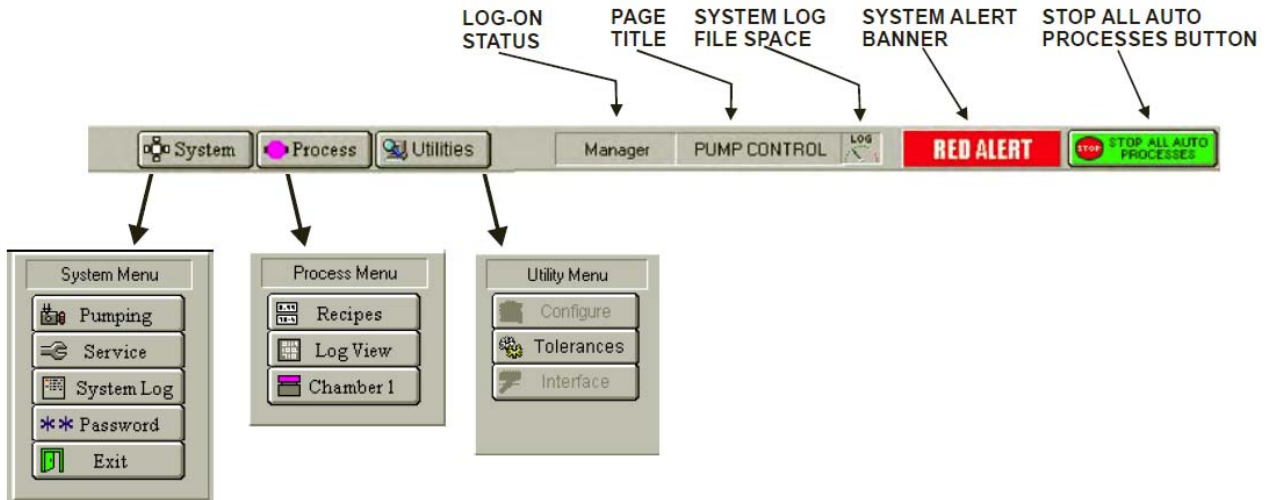 LOG-ON STATUS
PAGE TITLE
SYSTEM LOG FILE SPACE
SYSTEM ALERT BANNER
STOP ALL AUTO PROCESSES BUTTON
System
Process
Utilities
Manager
PUMP CONTROL
LOG
RED ALERT
STOP
STOP ALL AUTO
PROCESSES
System Menu
Pumping
Service
System Log
** Password
Exit
Process Menu
Recipes
Log View
Chamber 1
Utility Menu
Configure
Tolerances
Interface